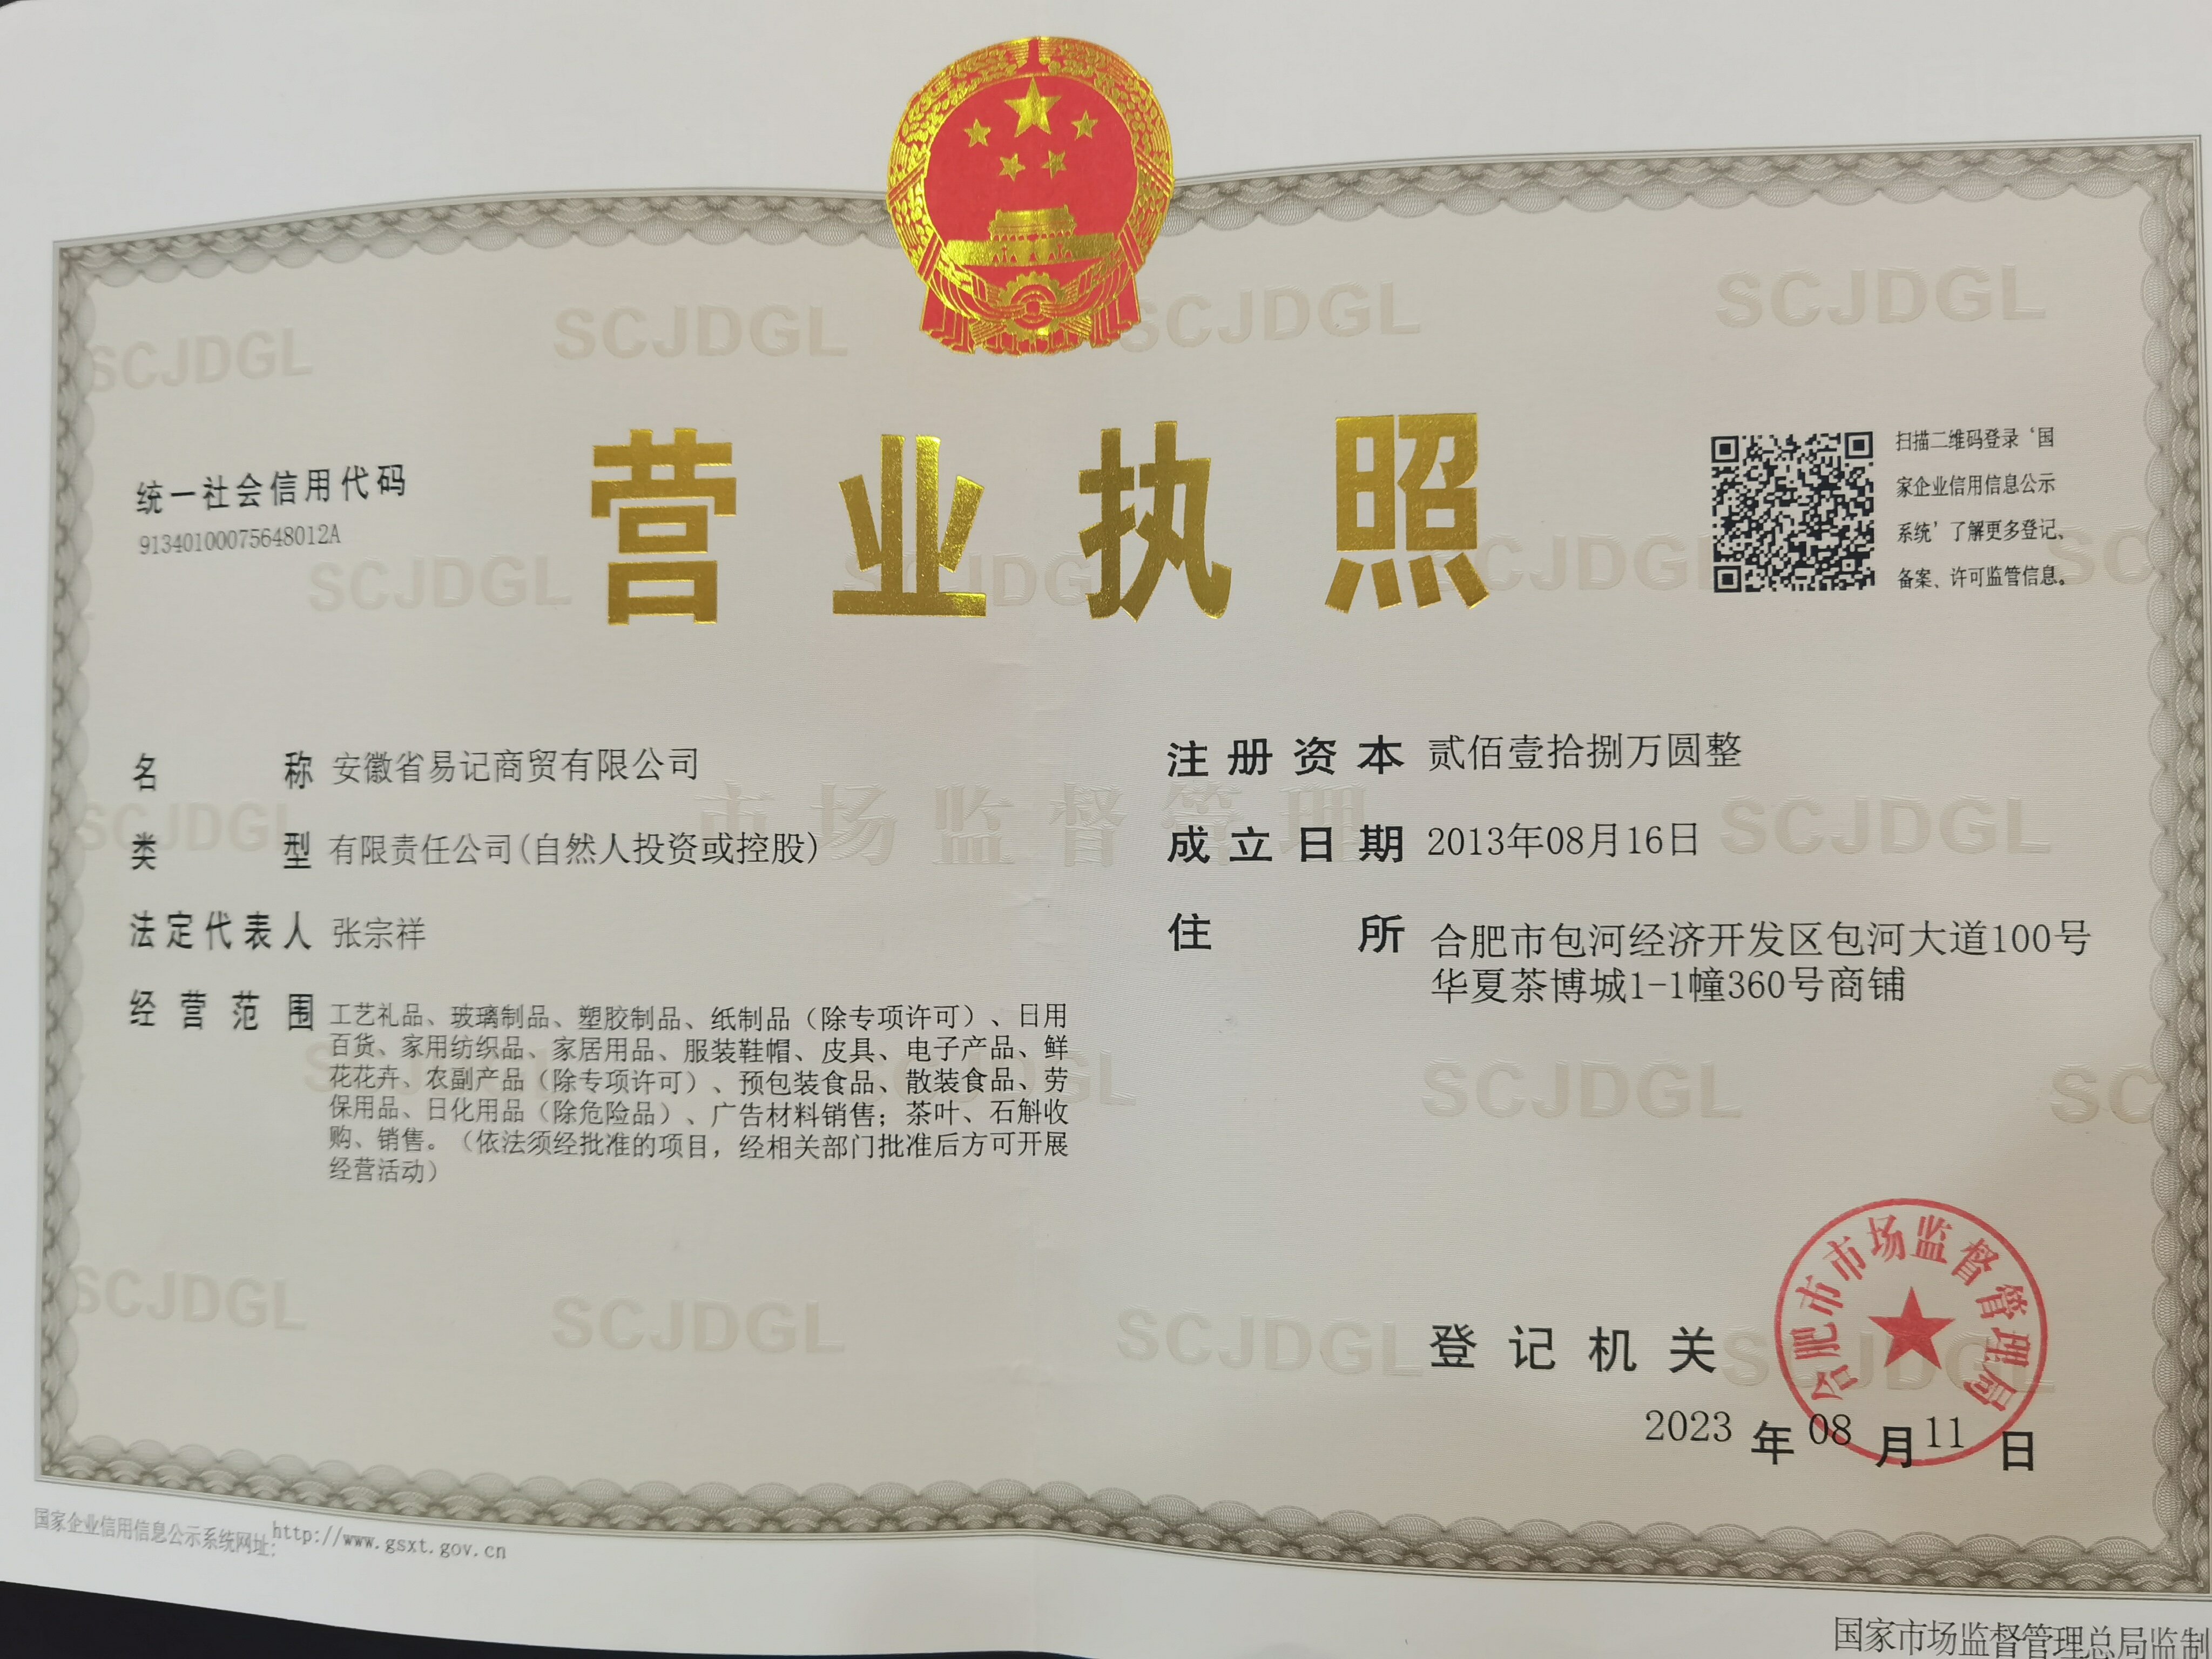 营业执照
统一社会信用代码
91340100075648012A
扫描二维码登录‘国
家企业信用信息公示
系统’了解更多登记、
备案、许可监管信息。
名称 安徽省易记商贸有限公司
类型 有限责任公司(自然人投资或控股)
法定代表人 张宗祥
经营范围 工艺礼品、玻璃制品、塑胶制品、纸制品（除专项许可）、日用
百货、家用纺织品、家居用品、服装鞋帽、皮具、电子产品、鲜
花花卉、农副产品（除专项许可）、预包装食品、散装食品、劳
保用品、日化用品（除危险品）、广告材料销售；茶叶、石斛收
购、销售。（依法须经批准的项目，经相关部门批准后方可开展
经营活动）
注册资本 贰佰壹拾捌万圆整
成立日期 2013年08月16日
住所 合肥市包河经济开发区包河大道100号
华夏茶博城1-1幢360号商铺
市场监督管理
SCJDGL
登记机关
合肥市市场监督管理局
2023年08月11日
国家企业信用信息公示系统网址：http://www.gsxt.gov.cn
国家市场监督管理总局监制